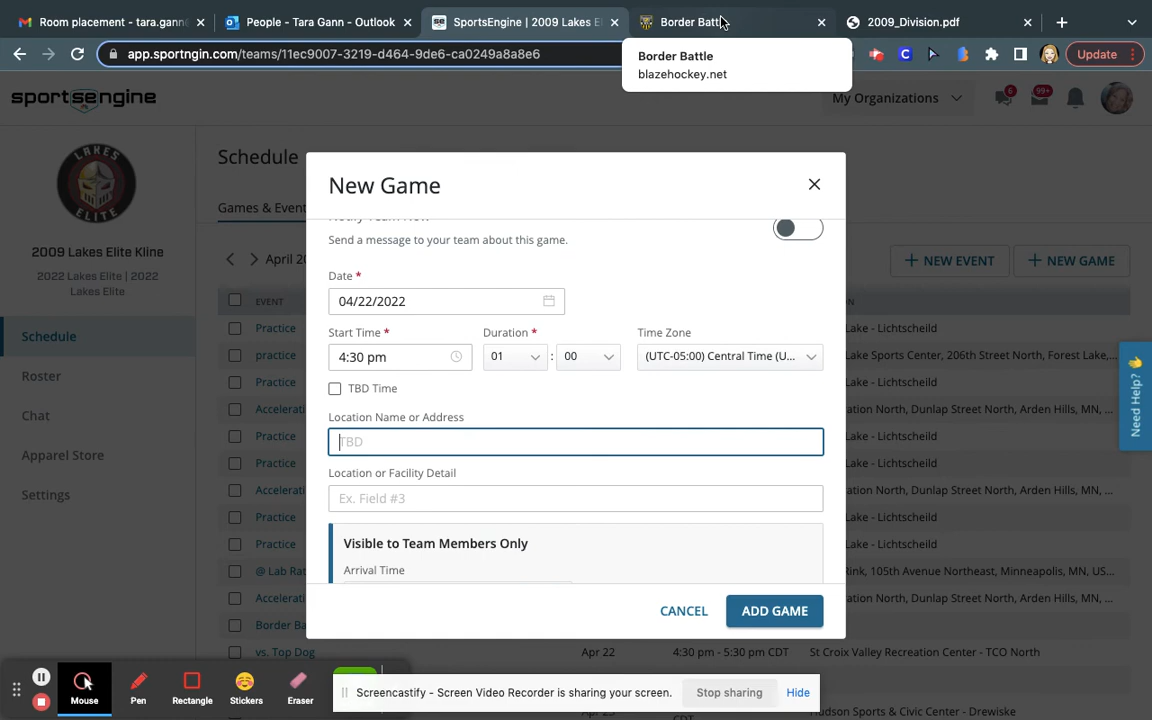 Room placement - tara.gann
People - Tara Gann - Outlook
SportsEngine | 2009 Lakes E
Border Battle
2009_Division.pdf
app.sportngin.com/teams/11ec9007-3219-d464-9de6-ca0249a8a8e6
Update
Border Battle
blazehockey.net
sportsengine
My Organizations
6
99+
LAKES
ELITE
2009 Lakes Elite Kline
2022 Lakes Elite | 2022
Lakes Elite
Schedule
Roster
Chat
Apparel Store
Settings
Schedule
Games & Event
April 20
NEW EVENT
NEW GAME
EVENT
Practice
Lake - Lichtscheild
practice
Lake Sports Center, 206th Street North, Forest Lake,...
Practice
Lake - Lichtscheild
Accelerati
North, Dunlap Street North, Arden Hills, ...
Practice
Lake - Lichtscheild
Practice
Lake - Lichtscheild
Accelerati
North, Dunlap Street North, Arden Hills, ...
Practice
Lake - Lichtscheild
Practice
Lake - Lichtscheild
@ Lab Rat
Rink, 105th Avenue Northeast, Minneapolis, MN, US...
Accelerati
North, Dunlap Street North, Arden Hills, ...
Border Ba
vs. Top Dog
Apr 22
4:30 pm - 5:30 pm CDT
St Croix Valley Recreation Center - TCO North
CDT
Hudson Sports & Civic Center - Drewiske
New Game
Send a message to your team about this game.
Date *
04/22/2022
Start Time *
Duration *
Time Zone
4:30 pm
01
:
00
(UTC-05:00) Central Time (U...
TBD Time
Location Name or Address
TBD
Location or Facility Detail
Ex. Field #3
Visible to Team Members Only
Arrival Time
CANCEL
ADD GAME
Need Help?
Mouse
Pen
Rectangle
Stickers
Eraser
Screencastify - Screen Video Recorder is sharing your screen.
Stop sharing
Hide